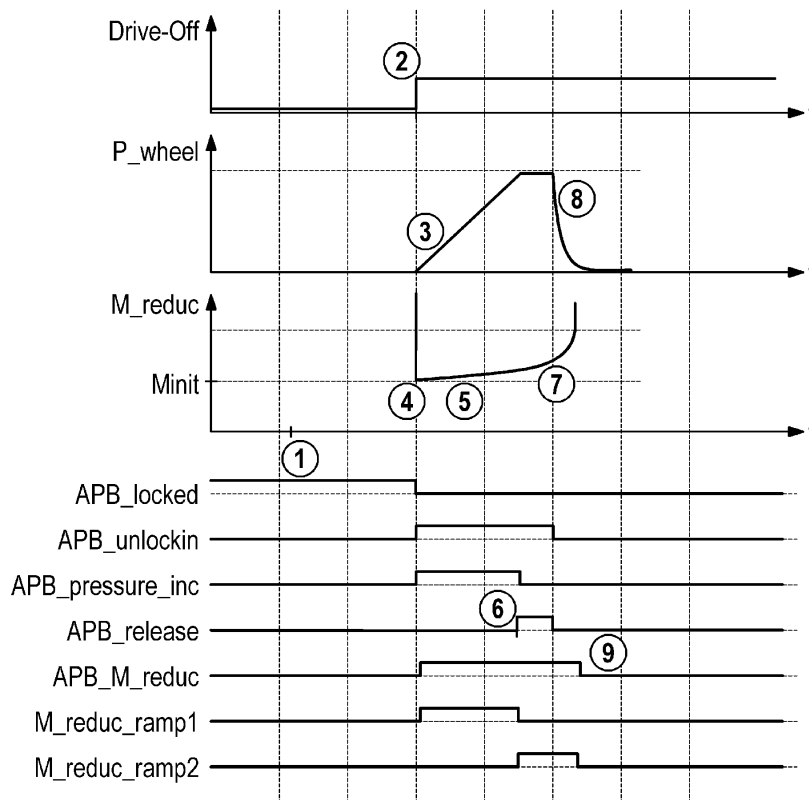 Drive-Off
2
P_wheel
3
8
M_reduc
Minit
4
5
7
1
APB_locked
APB_unlockin
APB_pressure_inc
6
APB_release
9
APB_M_reduc
M_reduc_ramp1
M_reduc_ramp2